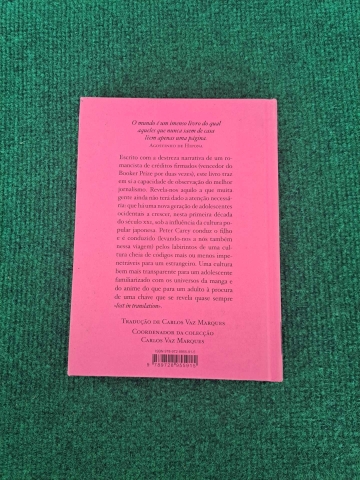 O mundo é um imenso livro do qual
aqueles que nunca saem de casa
lêem apenas uma página
Agostinho de Hipona
Escrito com a destreza narrativa de um ro-
mancista de créditos firmados (vencedor do
Booker Prize por duas vezes), este livro traz
em si a capacidade de observação do melhor
jornalismo. Revela-nos aquilo a que muita
gente ainda não terá dado a atenção necessá-
ria: que há uma nova geração de adolescentes
ocidentais a crescer, nesta primeira década
do século xxi, sob a influência da cultura po-
pular japonesa. Peter Carey conduz o filho
e é conduzido (levando-nos a nós também
nessa viagem) pelos labirintos de uma cul-
tura cheia de códigos mais ou menos impe-
netráveis para um estrangeiro. Uma cultura
bem mais transparente para um adolescente
familiarizado com os universos da manga e
do anime do que para um adulto à procura
de uma chave que se revela quase sempre
«lost in translation».
Tradução de Carlos Vaz Marques
Coordenador da colecção
Carlos Vaz Marques